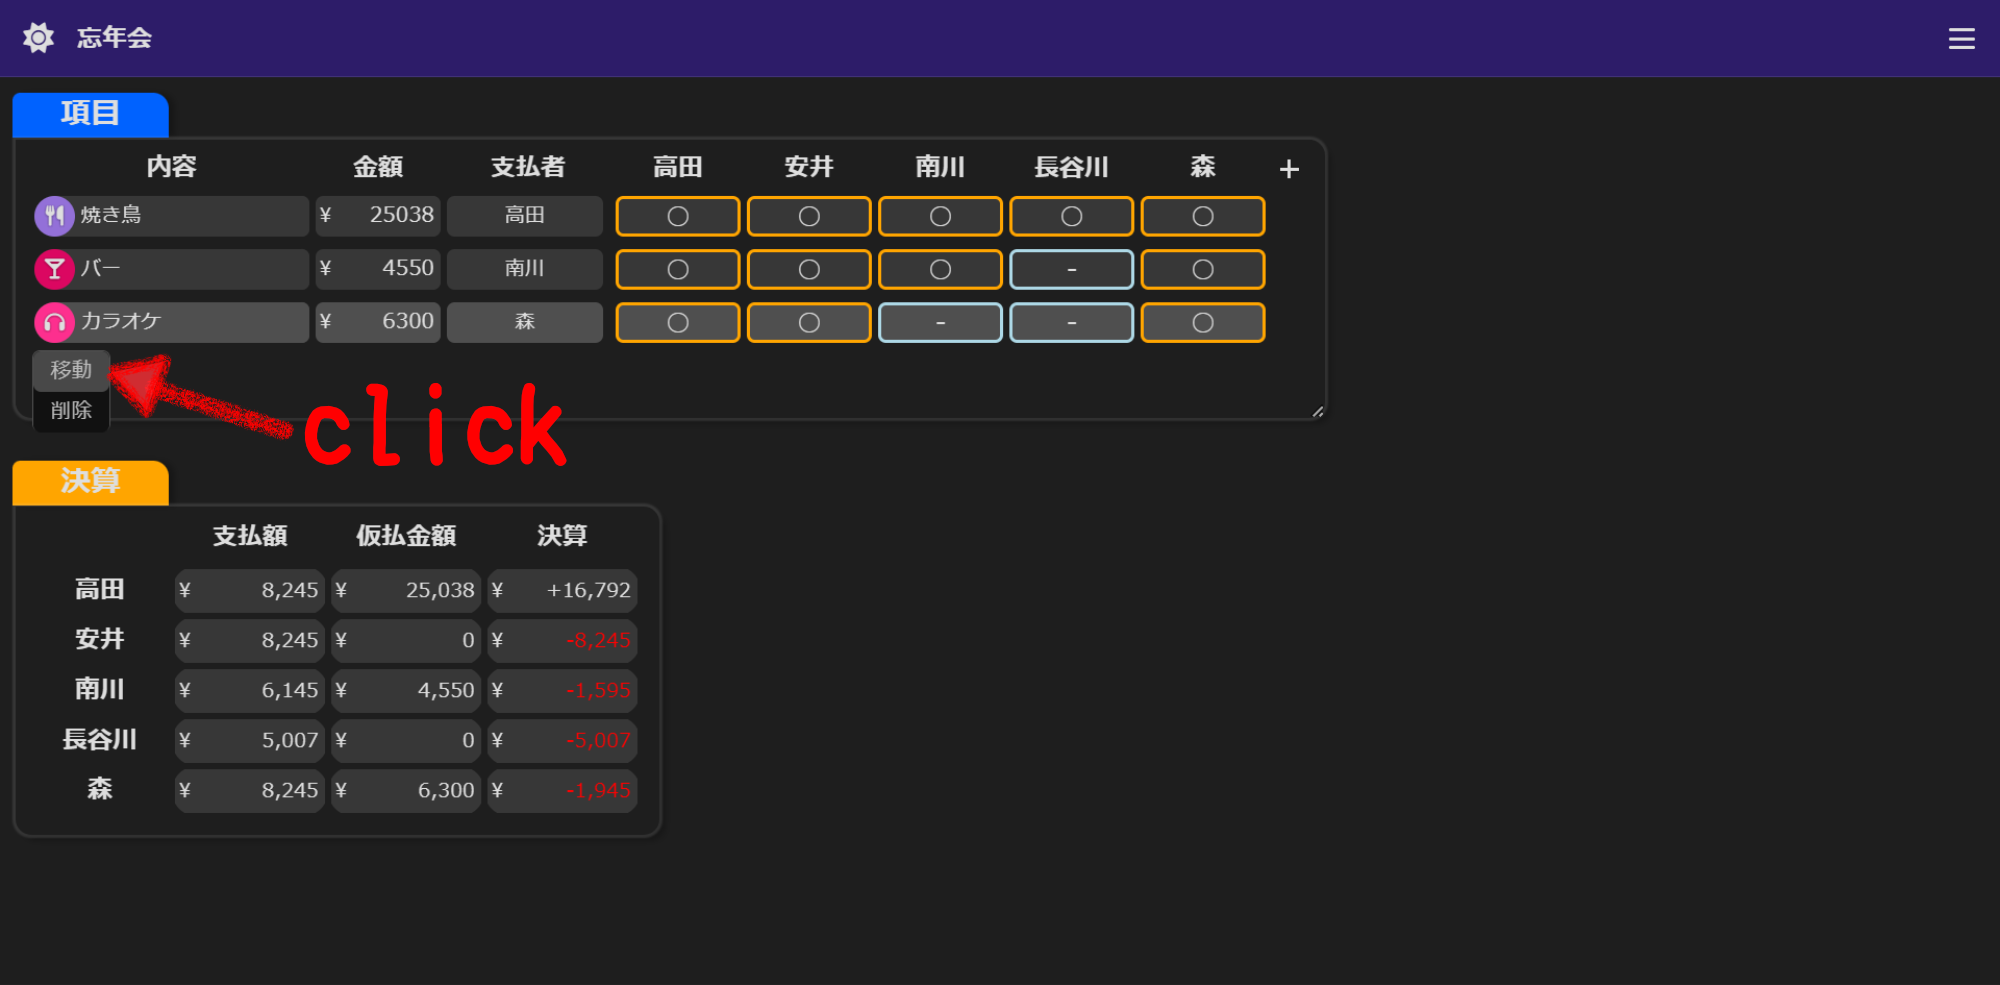 忘年会
項目
内容 金額 支払者 高田 安井 南川 長谷川 森 +
焼き鳥 ¥ 25038 高田 ○ ○ ○ ○ ○
バー ¥ 4550 南川 ○ ○ ○ - ○
カラオケ ¥ 6300 森 ○ ○ - - ○
移動
削除
click
決算
支払額 仮払金額 決算
高田 ¥ 8,245 ¥ 25,038 ¥ +16,792
安井 ¥ 8,245 ¥ 0 ¥ -8,245
南川 ¥ 6,145 ¥ 4,550 ¥ -1,595
長谷川 ¥ 5,007 ¥ 0 ¥ -5,007
森 ¥ 8,245 ¥ 6,300 ¥ -1,945